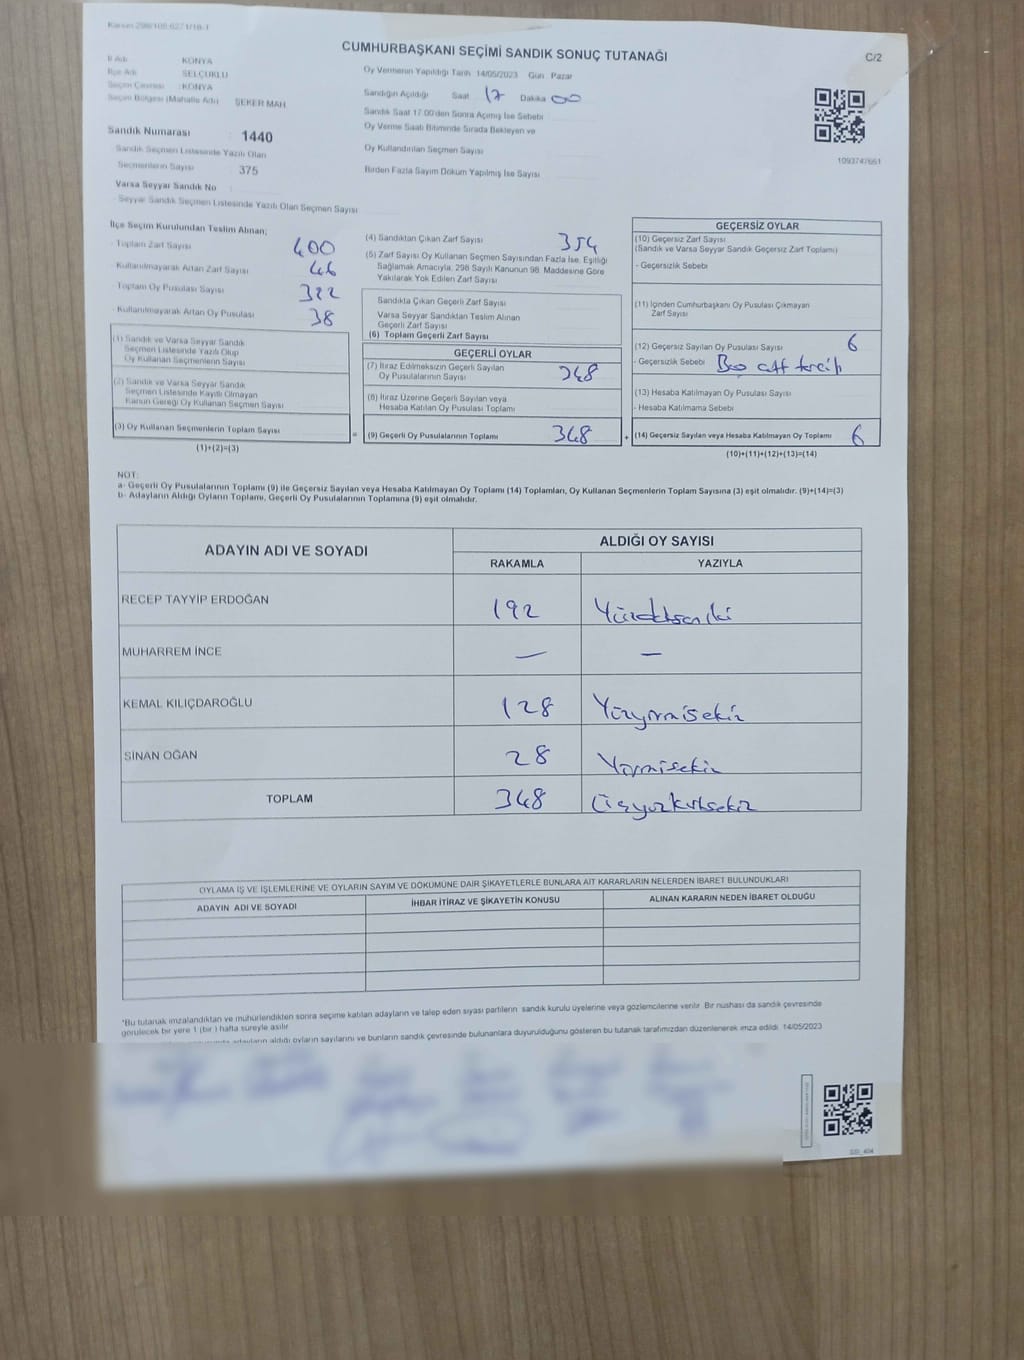 CUMHURBAŞKANI SEÇİMİ SANDIK SONUÇ TUTANAĞI
C/2
İl Adı KONYA
İlçe Adı SELÇUKLU
Seçim Çevresi : KONYA
Seçim Bölgesi (Mahalle Adı) ŞEKER MAH
Sandık Numarası : 1440
Sandık Seçmen Listesinde Yazılı Olan
Seçmenlerin Sayısı : 375
Varsa Seyyar Sandık No
Seyyar Sandık Seçmen Listesinde Yazılı Olan Seçmen Sayısı
Oy Vermenin Yapıldığı Tarih 14/05/2023 Gün Pazar
Sandığın Açıldığı Saat 17 Dakika 00
Sandık Saat 17.00'den Sonra Açılmış İse Sebebi
Oy Verme Saati Bitiminde Sırada Bekleyen ve
Oy Kullandırılan Seçmen Sayısı
Birden Fazla Sayım Döküm Yapılmış İse Sayısı
1093747661
İlçe Seçim Kurulundan Teslim Alınan;
- Toplam Zarf Sayısı 400
- Kullanılmayarak Artan Zarf Sayısı 46
- Toplam Oy Pusulası Sayısı 322
- Kullanılmayarak Artan Oy Pusulası 38
(1) Sandık ve Varsa Seyyar Sandık
Seçmen Listesinde Yazılı Olup
Oy Kullanan Seçmenlerin Sayısı
(2) Sandık ve Varsa Seyyar Sandık
Seçmen Listesinde Kayıtlı Olmayan
Kanun Gereği Oy Kullanan Seçmen Sayısı
(3) Oy Kullanan Seçmenlerin Toplam Sayısı
(1)+(2)=(3)
(4) Sandıktan Çıkan Zarf Sayısı 354
(5) Zarf Sayısı Oy Kullanan Seçmen Sayısından Fazla İse, Eşitliği
Sağlamak Amacıyla, 298 Sayılı Kanunun 98. Maddesine Göre
Yakılarak Yok Edilen Zarf Sayısı
Sandıkta Çıkan Geçerli Zarf Sayısı
Varsa Seyyar Sandıktan Teslim Alınan
Geçerli Zarf Sayısı
(6) Toplam Geçerli Zarf Sayısı
GEÇERLİ OYLAR
(7) İtiraz Edilmeksizin Geçerli Sayılan
Oy Pusulalarının Sayısı 348
(8) İtiraz Üzerine Geçerli Sayılan veya
Hesaba Katılan Oy Pusulası Toplamı
= (9) Geçerli Oy Pusulalarının Toplamı 348 +
GEÇERSİZ OYLAR
(10) Geçersiz Zarf Sayısı
(Sandık ve Varsa Seyyar Sandık Geçersiz Zarf Toplamı)
- Geçersizlik Sebebi
(11) İçinden Cumhurbaşkanı Oy Pusulası Çıkmayan
Zarf Sayısı
(12) Geçersiz Sayılan Oy Pusulası Sayısı 6
- Geçersizlik Sebebi tercih
(13) Hesaba Katılmayan Oy Pusulası Sayısı
- Hesaba Katılmama Sebebi
(14) Geçersiz Sayılan veya Hesaba Katılmayan Oy Toplamı 6
(10)+(11)+(12)+(13)=(14)
NOT:
a- Geçerli Oy Pusulalarının Toplamı (9) ile Geçersiz Sayılan veya Hesaba Katılmayan Oy Toplamı (14) Toplamları, Oy Kullanan Seçmenlerin Toplam Sayısına (3) eşit olmalıdır. (9)+(14)=(3)
b- Adayların Aldığı Oyların Toplamı, Geçerli Oy Pusulalarının Toplamına (9) eşit olmalıdır.
ADAYIN ADI VE SOYADI
ALDIĞI OY SAYISI
RAKAMLA YAZIYLA
RECEP TAYYİP ERDOĞAN 192
MUHARREM İNCE — —
KEMAL KILIÇDAROĞLU 128 Yüzyirmisekiz
SİNAN OĞAN 28 Yirmisekiz
TOPLAM 348 Üçyüzkırksekiz
OYLAMA İŞ VE İŞLEMLERİNE VE OYLARIN SAYIM VE DÖKÜMÜNE DAİR ŞİKAYETLERLE BUNLARA AİT KARARLARIN NELERDEN İBARET BULUNDUKLARI
ADAYIN ADI VE SOYADI İHBAR İTİRAZ VE ŞİKAYETİN KONUSU ALINAN KARARIN NEDEN İBARET OLDUĞU
*Bu tutanak imzalandıktan ve mühürlendikten sonra seçime katılan adayların ve talep eden siyasi partilerin sandık kurulu üyelerine veya gözlemcilerine verilir. Bir nushası da sandık çevresinde
görülecek bir yere 1 (bir ) hafta süreyle asılır
adayların aldığı oyların sayılarını ve bunların sandık çevresinde bulunanlara duyurulduğunu gösteren bu tutanak tarafımızdan düzenlenerek imza edildi. 14/05/2023